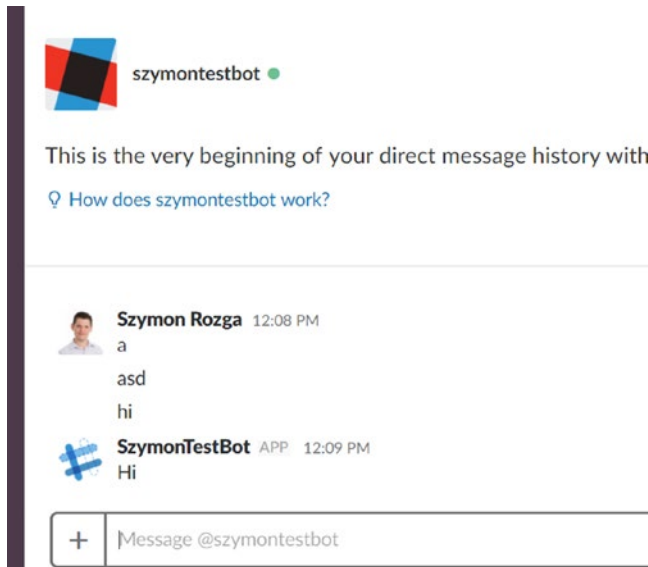 szymontestbot
This is the very beginning of your direct message history with
How does szymontestbot work?
Szymon Rozga 12:08 PM
a
asd
hi
SzymonTestBot APP 12:09 PM
Hi
+ Message @szymontestbot